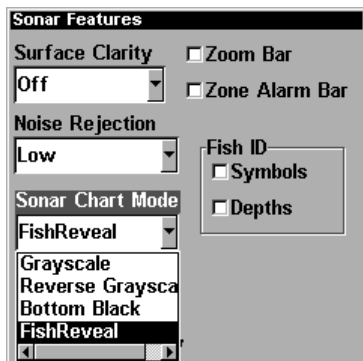 Sonar Features
Surface Clarity
Off
Zoom Bar
Zone Alarm Bar
Noise Rejection
Low
Fish ID
Symbols
Depths
Sonar Chart Mode
FishReveal
Grayscale
Reverse Graysca
Bottom Black
FishReveal